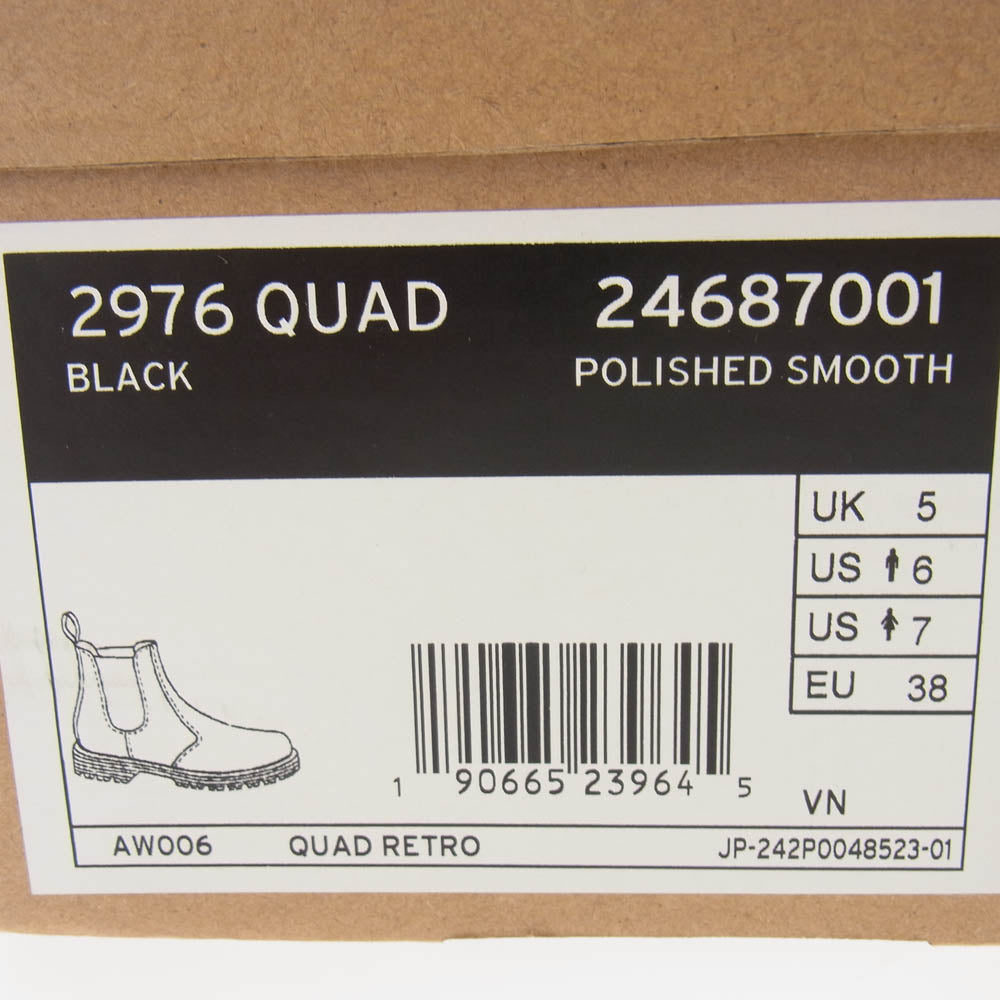 2976 QUAD 24687001
BLACK POLISHED SMOOTH
UK 5
US 6
US 7
EU 38
1 90665 23964 5
VN
AW006 QUAD RETRO JP-242P0048523-01